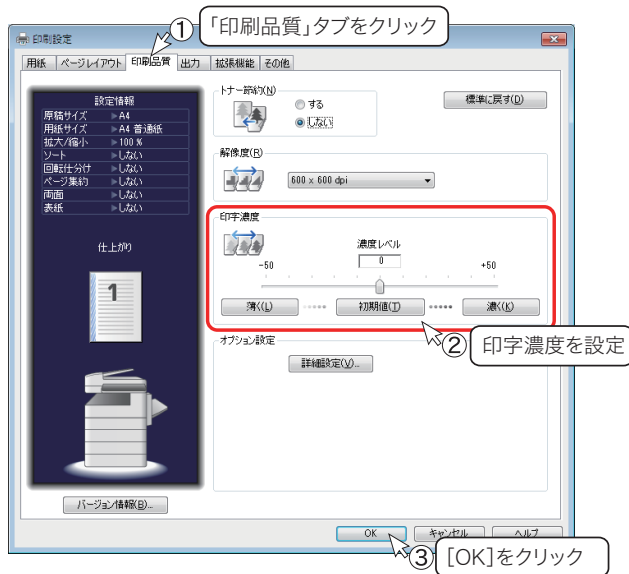 ①「印刷品質」タブをクリック
印刷設定
用紙 ページレイアウト 印刷品質 出力 拡張機能 その他
設定情報
原稿サイズ ▶A4
用紙サイズ ▶A4 普通紙
拡大/縮小 ▶100 %
ソート ▶しない
回転仕分け ▶しない
ページ集約 ▶しない
両面 ▶しない
表紙 ▶しない
仕上がり
1
バージョン情報(B)...
トナー節約(N)
する
しない
標準に戻す(D)
解像度(R)
600 x 600 dpi
印字濃度
濃度レベル
-50 0 +50
薄く(L) 初期値(T) 濃く(K)
②印字濃度を設定
オプション設定
詳細設定(V)...
OK キャンセル ヘルプ
③[OK]をクリック